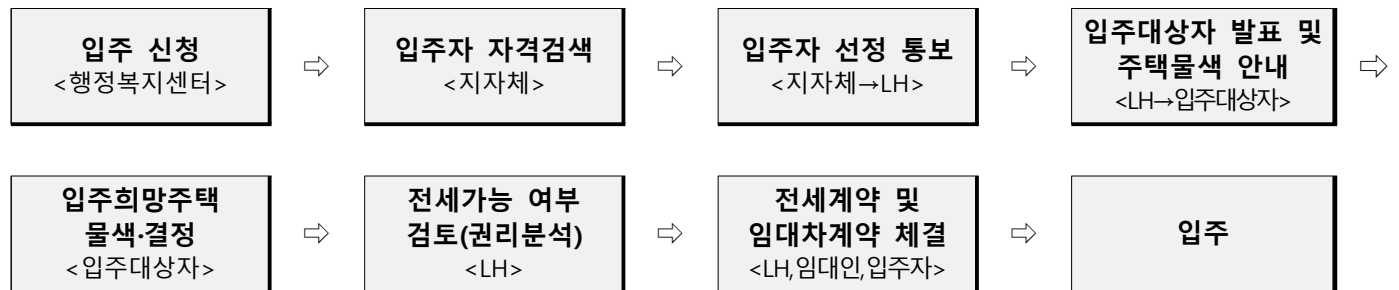 입주 신청
<행정복지센터>
⇨
입주자 자격검색
<지자체>
⇨
입주자 선정 통보
<지자체→LH>
⇨
입주대상자 발표 및
주택물색 안내
<LH→입주대상자>
⇨
입주희망주택
물색·결정
<입주대상자>
⇨
전세가능 여부
검토(권리분석)
<LH>
⇨
전세계약 및
임대차계약 체결
<LH,임대인,입주자>
⇨
입주